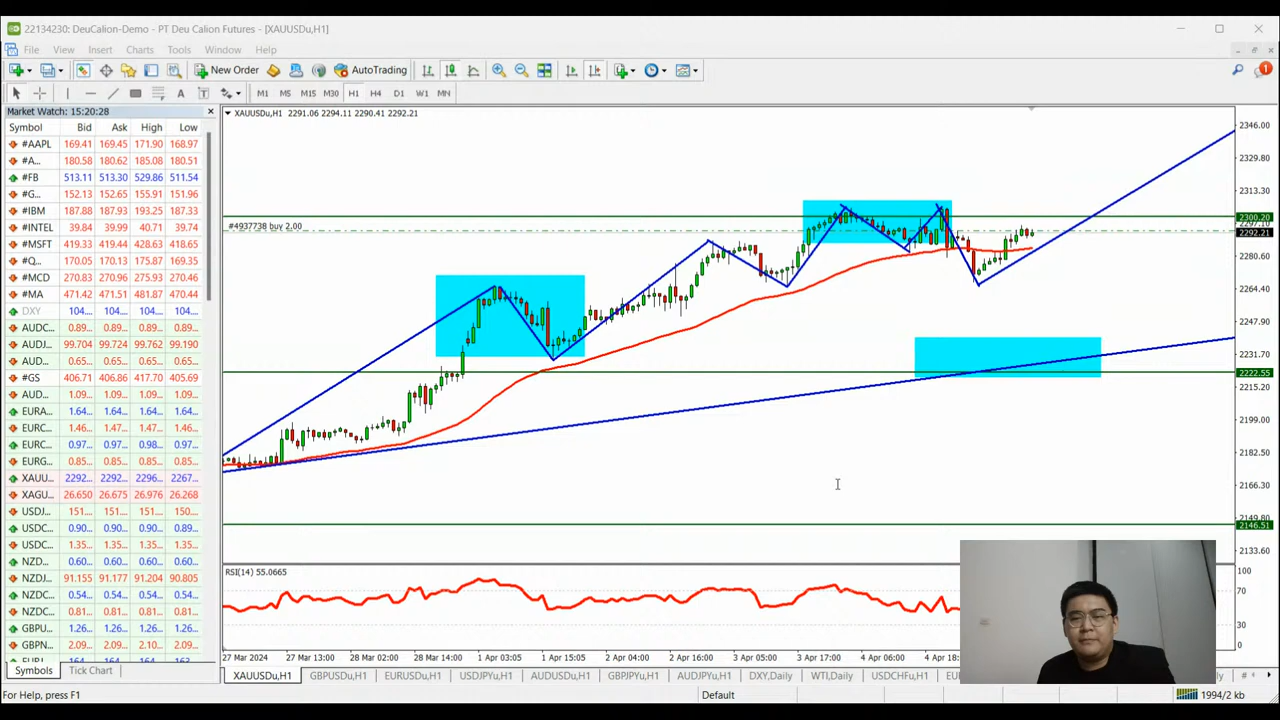 22134230: DeuCalion-Demo - PT Deu Calion Futures - [XAUUSDu,H1]
File View Insert Charts Tools Window Help
New Order AutoTrading 1
A T M1 M5 M15 M30 H1 H4 D1 W1 MN
Market Watch: 15:20:28
Symbol Bid Ask High Low
#AAPL 169.41 169.45 171.90 168.97
#A... 180.58 180.62 185.08 180.51
#FB 513.11 513.30 529.86 511.54
#G... 152.13 152.65 155.91 151.96
#IBM 187.88 187.93 193.25 187.33
#INTEL 39.84 39.99 40.71 39.74
#MSFT 419.33 419.44 428.63 418.65
#Q... 170.05 170.13 175.87 170.07
#MCD 270.83 270.96 275.93 270.46
#MA 471.42 471.51 481.87 470.44
DXY 104.... 104.... 104.... 104....
AUDC... 0.89... 0.89... 0.89... 0.89...
AUDJ... 99.704 99.724 99.762 99.190
AUD... 0.65... 0.65... 0.65... 0.65...
#GS 406.71 406.86 417.70 405.69
AUD... 1.09... 1.09... 1.09... 1.09...
EURA... 1.64... 1.64... 1.64... 1.64...
EURC... 1.46... 1.47... 1.47... 1.46...
EURC... 0.97... 0.97... 0.98... 0.97...
EURG... 0.85... 0.85... 0.85... 0.85...
XAUU... 2292... 2292... 2296... 2267...
XAGU... 26.650 26.675 26.976 26.268
USDJ... 151.... 151.... 151.... 150....
USDC... 0.90... 0.90... 0.90... 0.89...
USDC... 1.35... 1.35... 1.36... 1.35...
NZD... 0.60... 0.60... 0.60... 0.60...
NZDJ... 91.155 91.177 91.204 90.805
NZDC... 0.54... 0.54... 0.54... 0.54...
NZDC... 0.81... 0.81... 0.81... 0.81...
GBPU... 1.26... 1.26... 1.26... 1.26...
GBPN... 2.09... 2.09... 2.10... 2.09...
Symbols Tick Chart
XAUUSDu,H1 2291.06 2294.11 2290.41 2292.21
#4937738 buy 2.00
2346.00
2329.80
2313.30
2300.20
2292.21
2280.60
2264.40
2247.90
2231.70
2222.55
2215.20
2199.00
2182.50
2166.30
2149.80
2146.51
2133.60
RSI(14) 55.0665
100
70
30
0
27 Mar 2024 27 Mar 13:00 28 Mar 02:00 28 Mar 14:00 1 Apr 03:05 1 Apr 15:05 2 Apr 04:00 2 Apr 16:00 3 Apr 05:00 3 Apr 17:00 4 Apr 06:00 4 Apr 18:
XAUUSDu,H1 GBPUSDu,H1 EURUSDu,H1 USDJPYu,H1 AUDUSDu,H1 GBPJPYu,H1 AUDJPYu,H1 DXY,Daily WTI,Daily USDCHFu,H1
For Help, press F1 Default 1994/2 kb